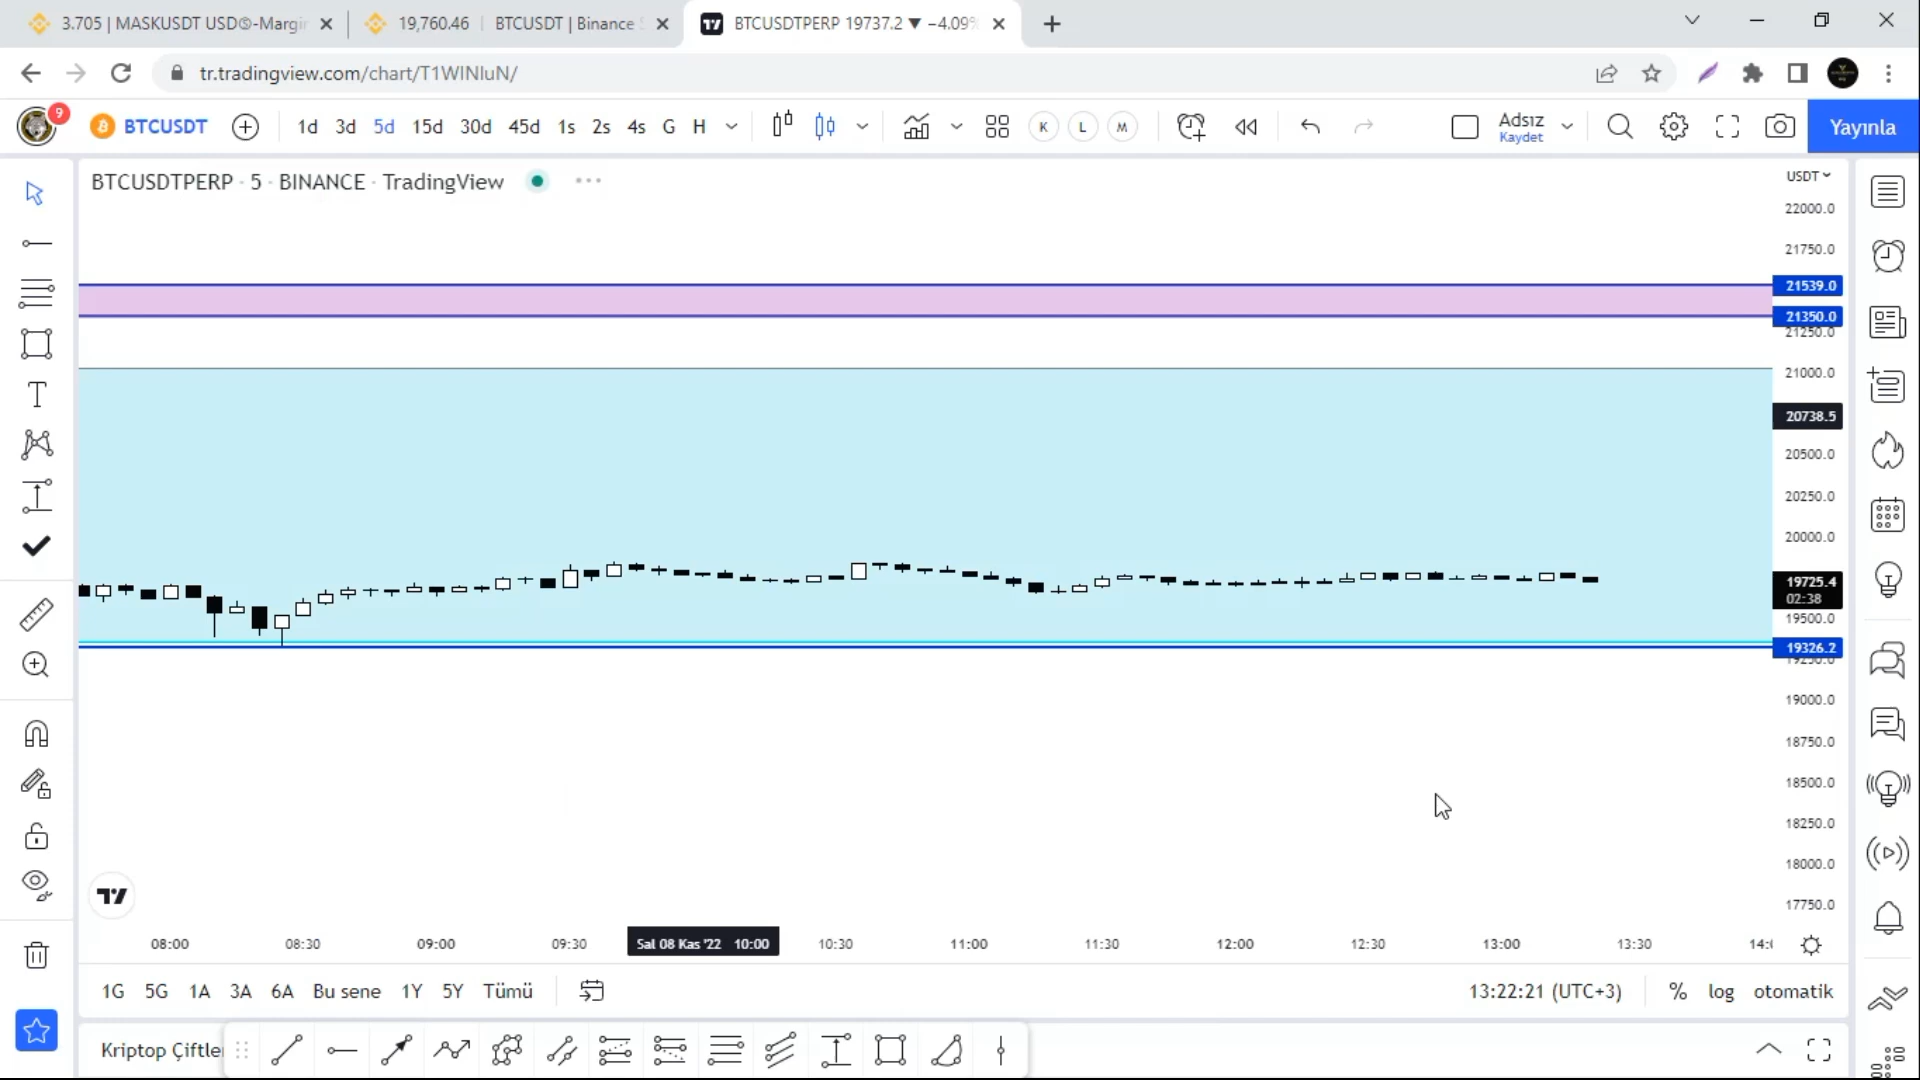 3.705 | MASKUSDT USDⓈ-Margin
19,760.46 | BTCUSDT | Binance S
BTCUSDTPERP 19737.2 ▼ −4.09%
tr.tradingview.com/chart/T1WINluN/
9
BTCUSDT
1d 3d 5d 15d 30d 45d 1s 2s 4s G H
K L M
Adsız
Kaydet
Yayınla
BTCUSDTPERP · 5 · BINANCE · TradingView
USDT
22000.0
21750.0
21539.0
21350.0
21250.0
21000.0
20738.5
20500.0
20250.0
20000.0
19725.4
02:38
19500.0
19326.2
19250.0
19000.0
18750.0
18500.0
18250.0
18000.0
17750.0
08:00 08:30 09:00 09:30 Sal 08 Kas '22 10:00 10:30 11:00 11:30 12:00 12:30 13:00 13:30 14:
1G 5G 1A 3A 6A Bu sene 1Y 5Y Tümü
13:22:21 (UTC+3) % log otomatik
Kriptop Çiftle